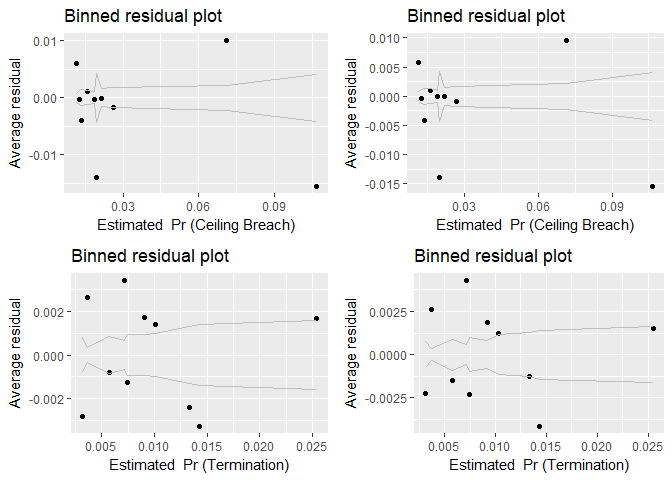 Binned residual plot
0.01
0.00
-0.01
Average residual
0.03 0.06 0.09
Estimated Pr (Ceiling Breach)
Binned residual plot
0.010
0.005
0.000
-0.005
-0.010
-0.015
Average residual
0.03 0.06 0.09
Estimated Pr (Ceiling Breach)
Binned residual plot
0.002
0.000
-0.002
Average residual
0.005 0.010 0.015 0.020 0.025
Estimated Pr (Termination)
Binned residual plot
0.0025
0.0000
-0.0025
Average residual
0.005 0.010 0.015 0.020 0.025
Estimated Pr (Termination)